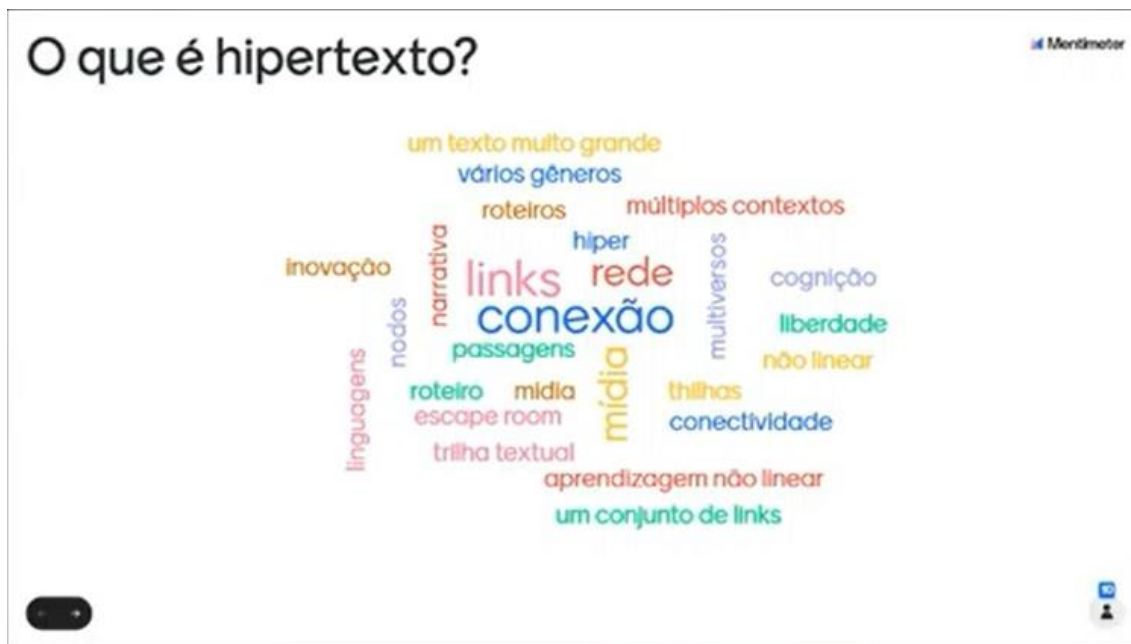 O que é hipertexto?
Mentimeter
um texto muito grande
vários gêneros
roteiros
múltiplos contextos
hiper
narrativa
inovação
links
rede
multiversos
cognição
nodos
conexão
liberdade
passagens
não linear
linguagens
roteiro
midia
mídia
thilhas
escape room
conectividade
trilha textual
aprendizagem não linear
um conjunto de links
10